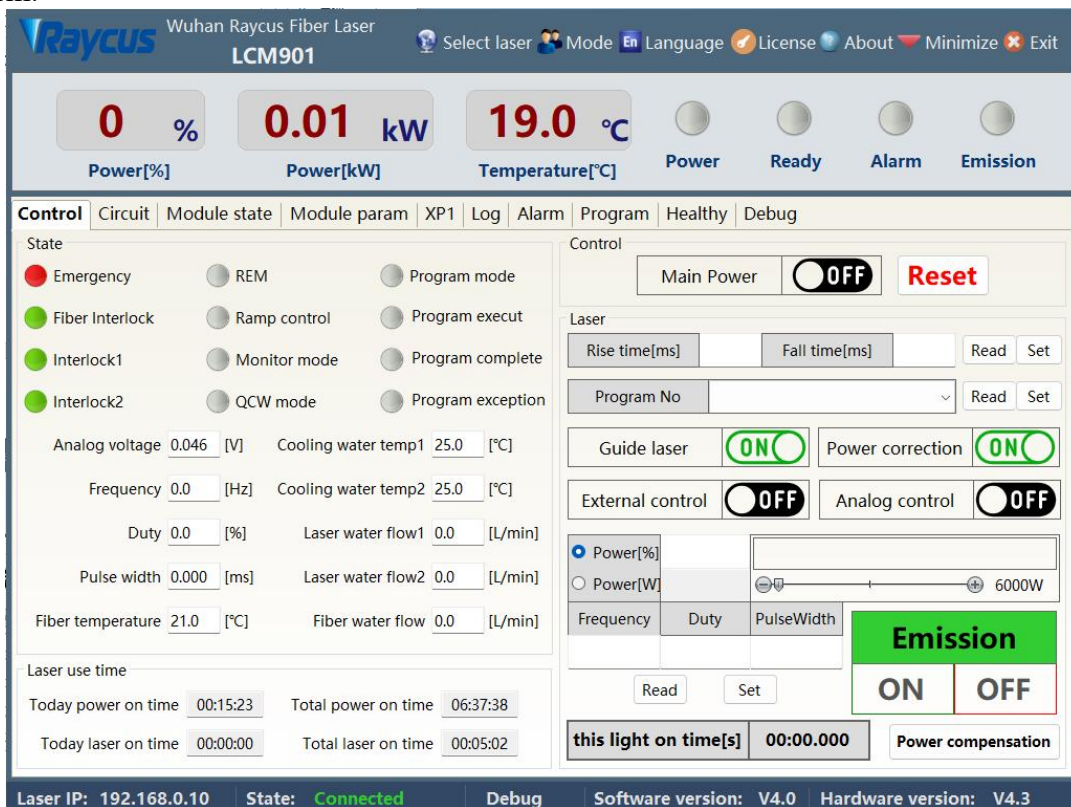 Raycus
Wuhan Raycus Fiber Laser
LCM901
Select laser Mode En Language License About Minimize Exit
0 % 0.01 kW 19.0 ℃
Power[%] Power[kW] Temperature[℃] Power Ready Alarm Emission
Control Circuit Module state Module param XP1 Log Alarm Program Healthy Debug
State
Emergency REM Program mode
Fiber Interlock Ramp control Program execut
Interlock1 Monitor mode Program complete
Interlock2 QCW mode Program exception
Analog voltage 0.046 [V] Cooling water temp1 25.0 [℃]
Frequency 0.0 [Hz] Cooling water temp2 25.0 [℃]
Duty 0.0 [%] Laser water flow1 0.0 [L/min]
Pulse width 0.000 [ms] Laser water flow2 0.0 [L/min]
Fiber temperature 21.0 [℃] Fiber water flow 0.0 [L/min]
Laser use time
Today power on time 00:15:23 Total power on time 06:37:38
Today laser on time 00:00:00 Total laser on time 00:05:02
Control
Main Power OFF Reset
Laser
Rise time[ms] Fall time[ms] Read Set
Program No Read Set
Guide laser ON Power correction ON
External control OFF Analog control OFF
Power[%]
Power[W] 6000W
Frequency Duty PulseWidth
Emission
Read Set ON OFF
this light on time[s] 00:00.000 Power compensation
Laser IP: 192.168.0.10 State: Connected Debug Software version: V4.0 Hardware version: V4.3